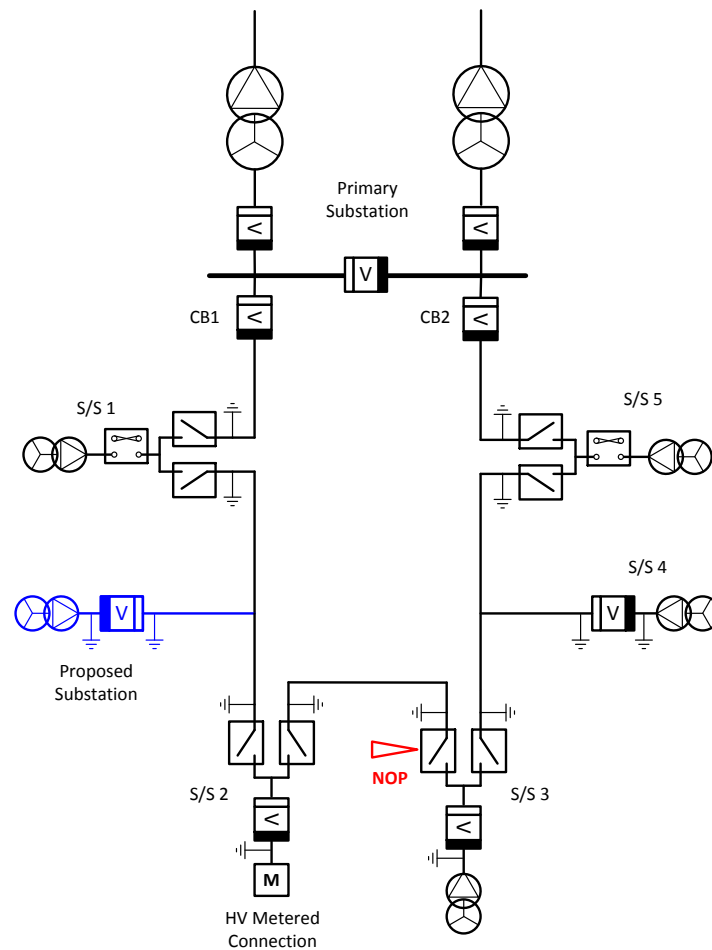 Primary
Substation
V
V
V
CB1
V
CB2
V
S/S 1
S/S 5
S/S 4
V
V
Proposed
Substation
NOP
S/S 2
S/S 3
V
V
M
HV Metered
Connection